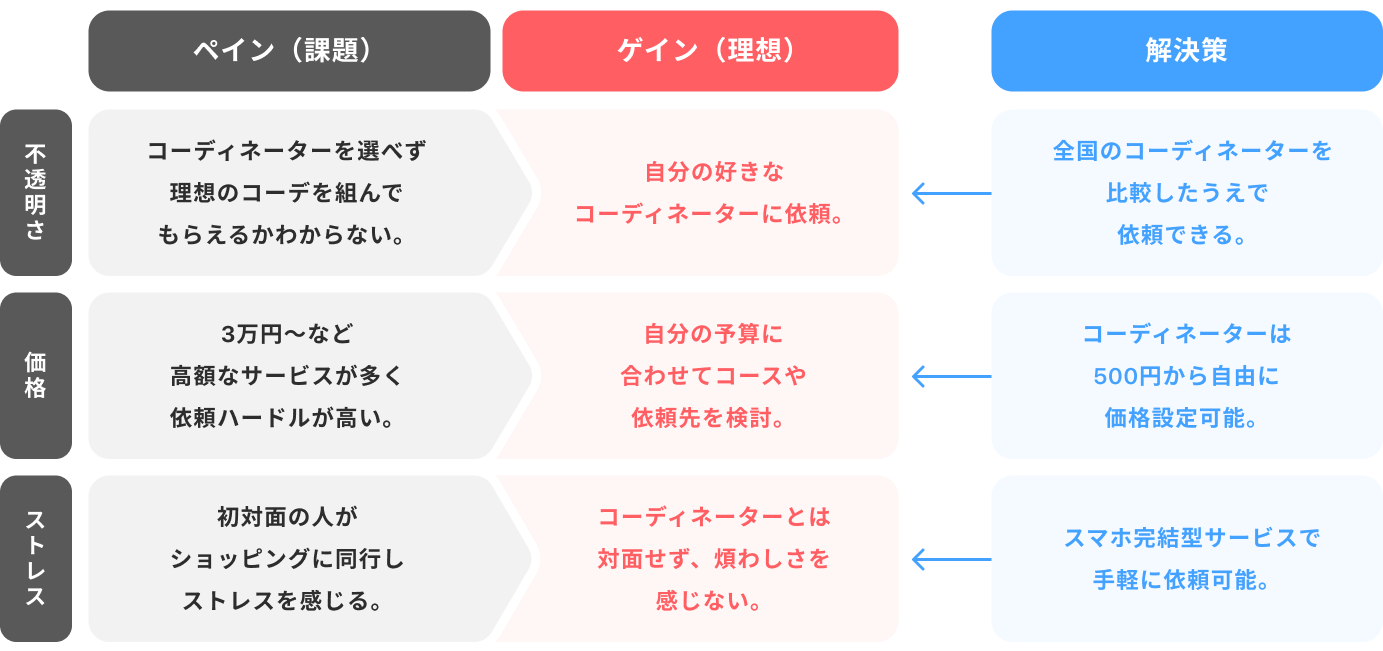 ペイン（課題）
ゲイン（理想）
解決策
不透明さ
コーディネーターを選べず
理想のコーデを組んで
もらえるかわからない。
自分の好きな
コーディネーターに依頼。
全国のコーディネーターを
比較したうえで
依頼できる。
価格
3万円〜など
高額なサービスが多く
依頼ハードルが高い。
自分の予算に
合わせてコースや
依頼先を検討。
コーディネーターは
500円から自由に
価格設定可能。
ストレス
初対面の人が
ショッピングに同行し
ストレスを感じる。
コーディネーターとは
対面せず、煩わしさを
感じない。
スマホ完結型サービスで
手軽に依頼可能。